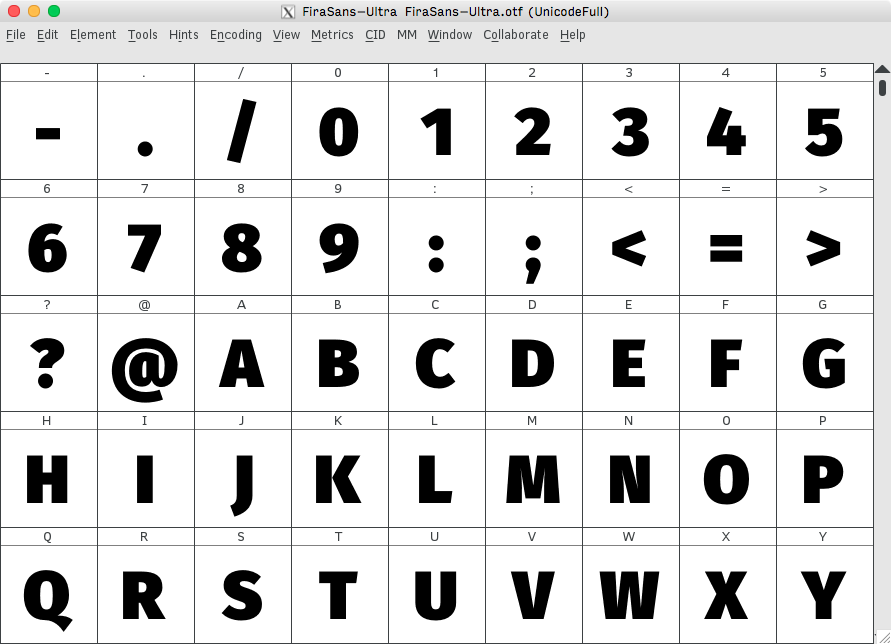 FiraSans-Ultra FiraSans-Ultra.otf (UnicodeFull)
File Edit Element Tools Hints Encoding View Metrics CID MM Window Collaborate Help
- . / 0 1 2 3 4 5
- . / 0 1 2 3 4 5
6 7 8 9 : ; < = >
6 7 8 9 : ; < = >
? @ A B C D E F G
? @ A B C D E F G
H I J K L M N O P
H I J K L M N O P
Q R S T U V W X Y
Q R S T U V W X Y